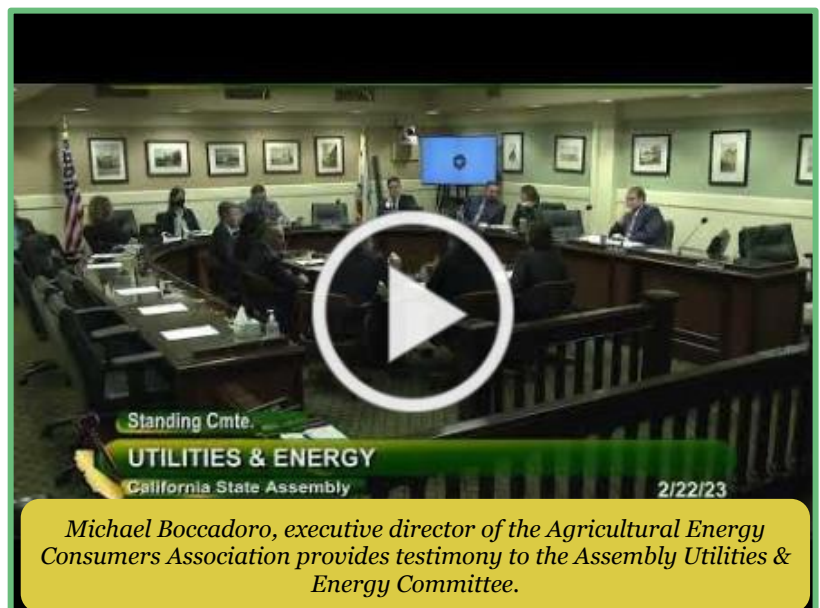 Standing Cmte.
UTILITIES & ENERGY
California State Assembly
2/22/23
Michael Boccadoro, executive director of the Agricultural Energy
Consumers Association provides testimony to the Assembly Utilities &
Energy Committee.